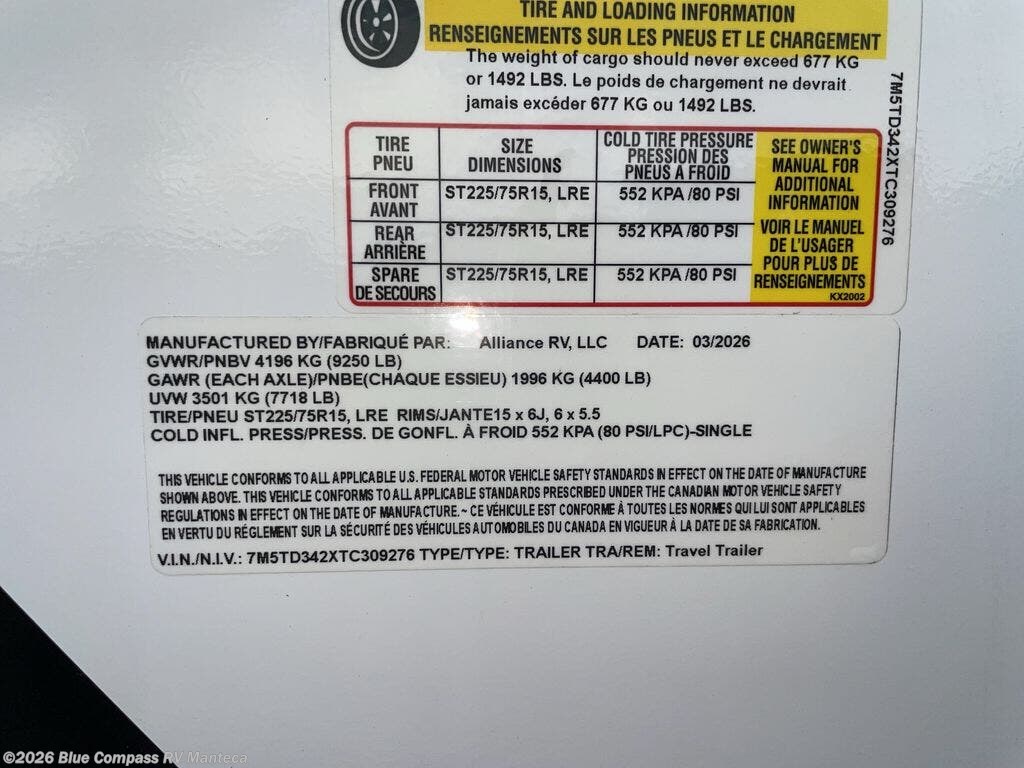 TIRE AND LOADING INFORMATION
RENSEIGNEMENTS SUR LES PNEUS ET LE CHARGEMENT
The weight of cargo should never exceed 677 KG
or 1492 LBS. Le poids de chargement ne devrait
jamais excéder 677 KG ou 1492 LBS.
TIRE PNEU
SIZE DIMENSIONS
COLD TIRE PRESSURE PRESSION DES PNEUS A FROID
FRONT AVANT
ST225/75R15, LRE
552 KPA /80 PSI
REAR ARRIÈRE
ST225/75R15, LRE
552 KPA /80 PSI
SPARE DE SECOURS
ST225/75R15, LRE
552 KPA /80 PSI
SEE OWNER'S
MANUAL FOR
ADDITIONAL
INFORMATION
VOIR LE MANUEL
DE L'USAGER
POUR PLUS DE
RENSEIGNEMENTS
KX2002
7M5TD342XTC309276
MANUFACTURED BY/FABRIQUÉ PAR: Alliance RV, LLC DATE: 03/2026
GVWR/PNBV 4196 KG (9250 LB)
GAWR (EACH AXLE)/PNBE(CHAQUE ESSIEU) 1996 KG (4400 LB)
UVW 3501 KG (7718 LB)
TIRE/PNEU ST225/75R15, LRE RIMS/JANTE15 x 6J, 6 x 5.5
COLD INFL. PRESS/PRESS. DE GONFL. À FROID 552 KPA (80 PSI/LPC)-SINGLE
THIS VEHICLE CONFORMS TO ALL APPLICABLE U.S. FEDERAL MOTOR VEHICLE SAFETY STANDARDS IN EFFECT ON THE DATE OF MANUFACTURE
SHOWN ABOVE. THIS VEHICLE CONFORMS TO ALL APPLICABLE STANDARDS PRESCRIBED UNDER THE CANADIAN MOTOR VEHICLE SAFETY
REGULATIONS IN EFFECT ON THE DATE OF MANUFACTURE. ~ CE VÉHICULE EST CONFORME À TOUTES LES NORMES QUI LUI SONT APPLICABLES
EN VERTU DU RÈGLEMENT SUR LA SÉCURITÉ DES VÉHICULES AUTOMOBILES DU CANADA EN VIGUEUR À LA DATE DE SA FABRICATION.
V.I.N./N.I.V.: 7M5TD342XTC309276 TYPE/TYPE: TRAILER TRA/REM: Travel Trailer
©2026 Blue Compass RV Manteca